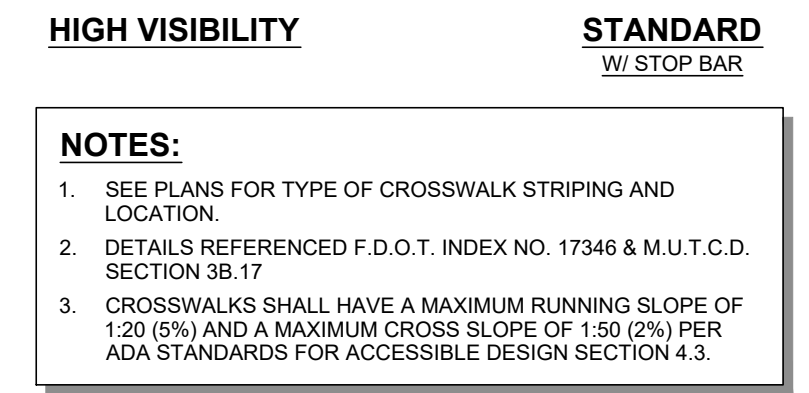 HIGH VISIBILITY
STANDARD
W/ STOP BAR
NOTES:
1. SEE PLANS FOR TYPE OF CROSSWALK STRIPING AND
LOCATION.
2. DETAILS REFERENCED F.D.O.T. INDEX NO. 17346 & M.U.T.C.D.
SECTION 3B.17
3. CROSSWALKS SHALL HAVE A MAXIMUM RUNNING SLOPE OF
1:20 (5%) AND A MAXIMUM CROSS SLOPE OF 1:50 (2%) PER
ADA STANDARDS FOR ACCESSIBLE DESIGN SECTION 4.3.